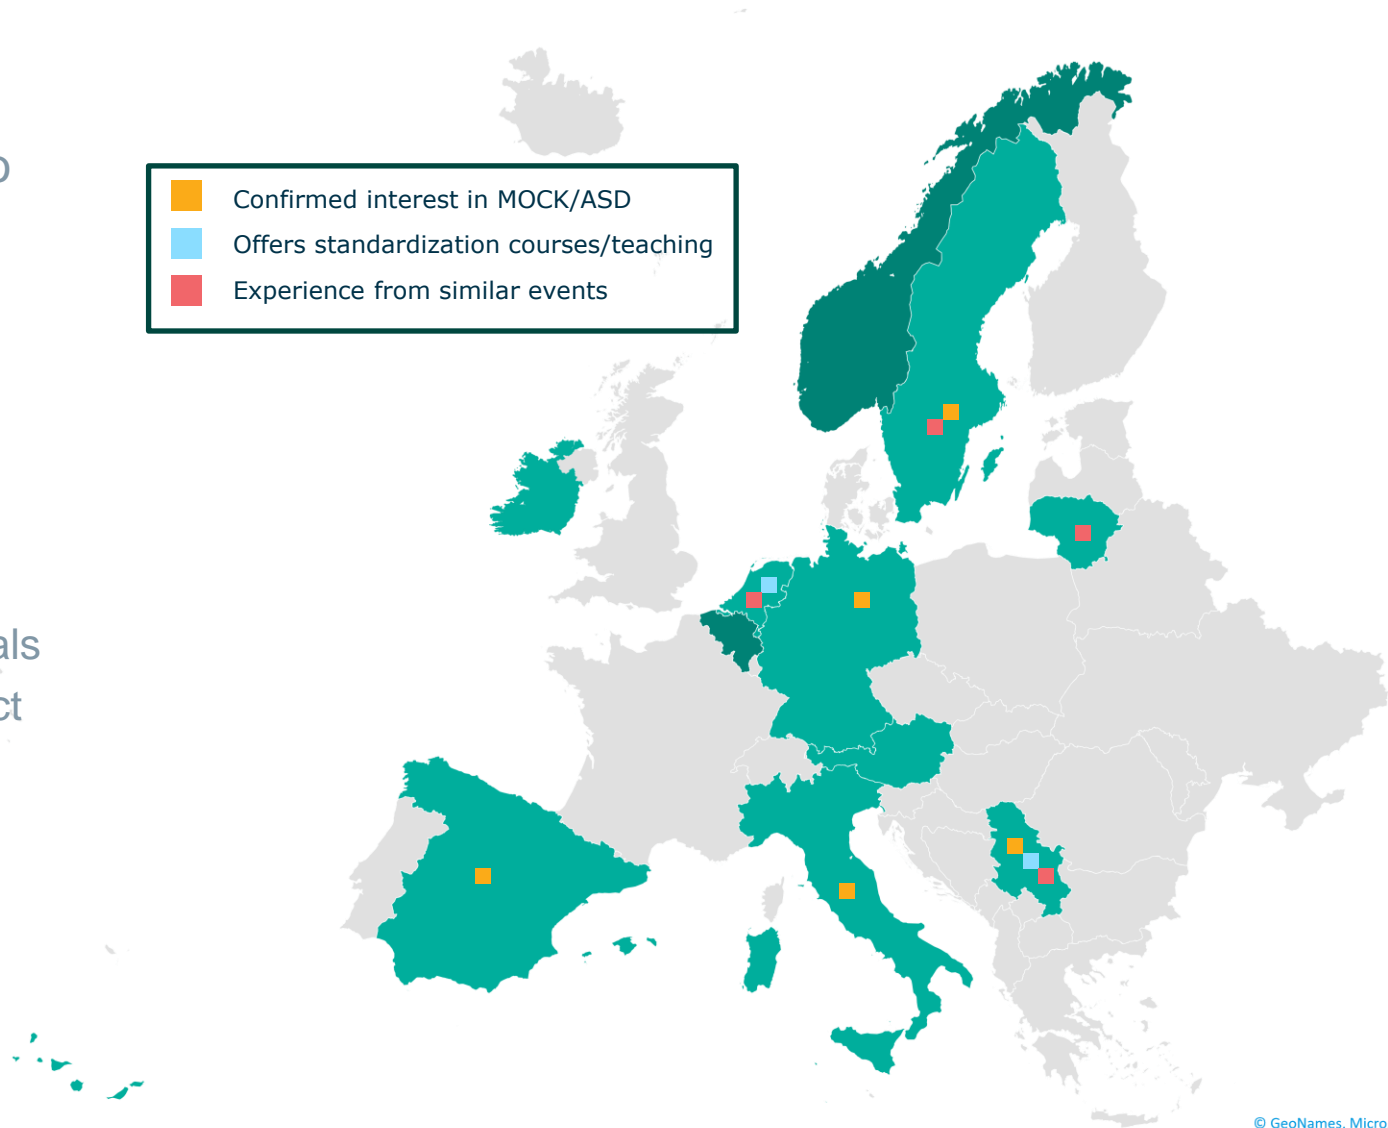 Confirmed interest in MOCK/ASD
Offers standardization courses/teaching
Experience from similar events
als
ct
© GeoNames, Micro